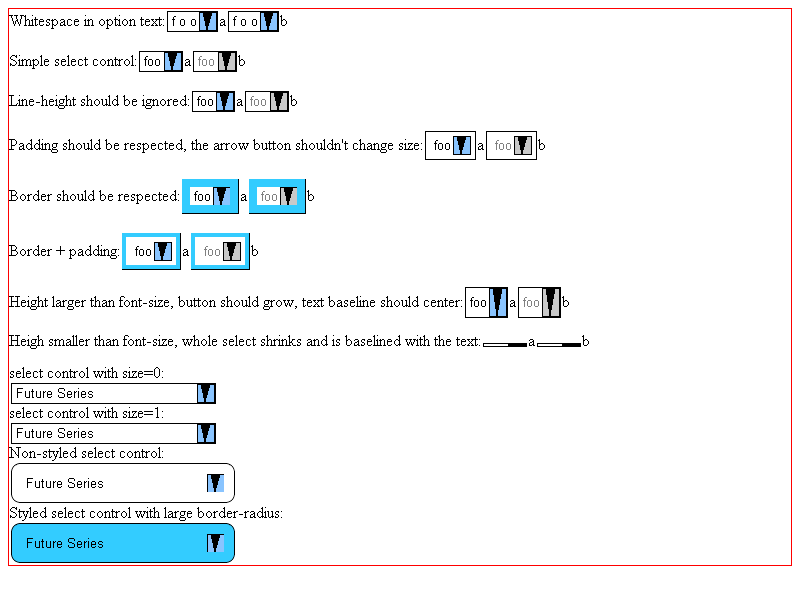 Whitespace in option text: f o o a f o o b
Simple select control: foo a foo b
Line-height should be ignored: foo a foo b
Padding should be respected, the arrow button shouldn't change size: foo a foo b
Border should be respected: foo a foo b
Border + padding: foo a foo b
Height larger than font-size, button should grow, text baseline should center: foo a foo b
Heigh smaller than font-size, whole select shrinks and is baselined with the text: a b
select control with size=0:
Future Series
select control with size=1:
Future Series
Non-styled select control:
Future Series
Styled select control with large border-radius:
Future Series